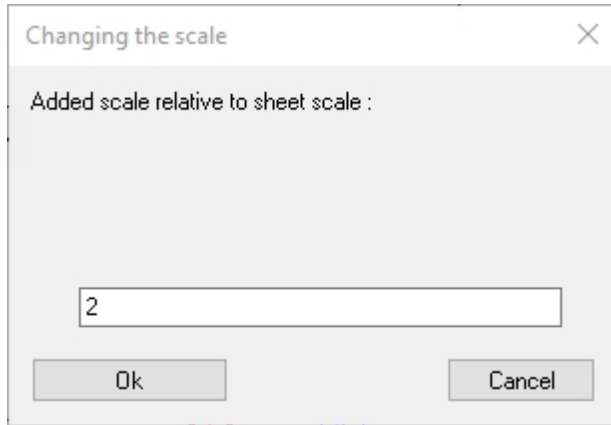 Changing the scale
Added scale relative to sheet scale :
2
Ok
Cancel